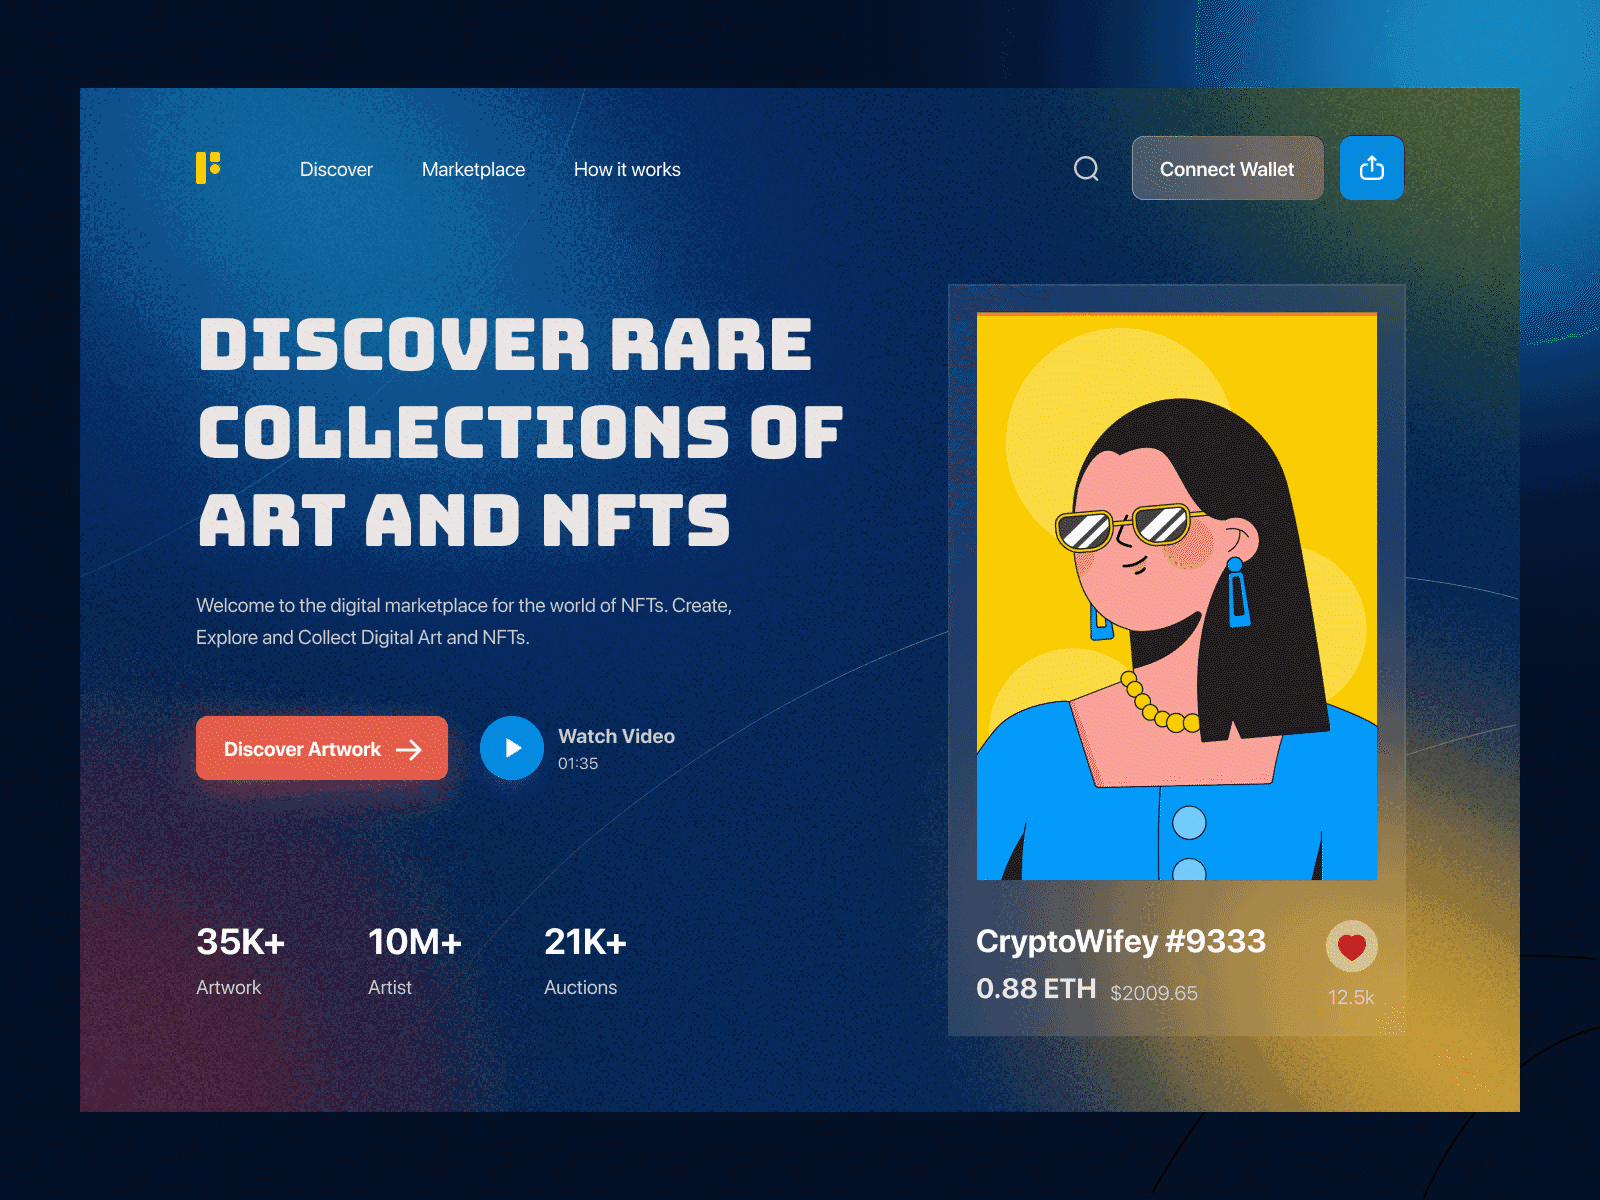 Discover
Marketplace
How it works
Connect Wallet
DISCOVER RARE
COLLECTIONS OF
ART AND NFTS
Welcome to the digital marketplace for the world of NFTs. Create,
Explore and Collect Digital Art and NFTs.
Discover Artwork
Watch Video
01:35
35K+
Artwork
10M+
Artist
21K+
Auctions
CryptoWifey #9333
0.88 ETH $2009.65
12.5k